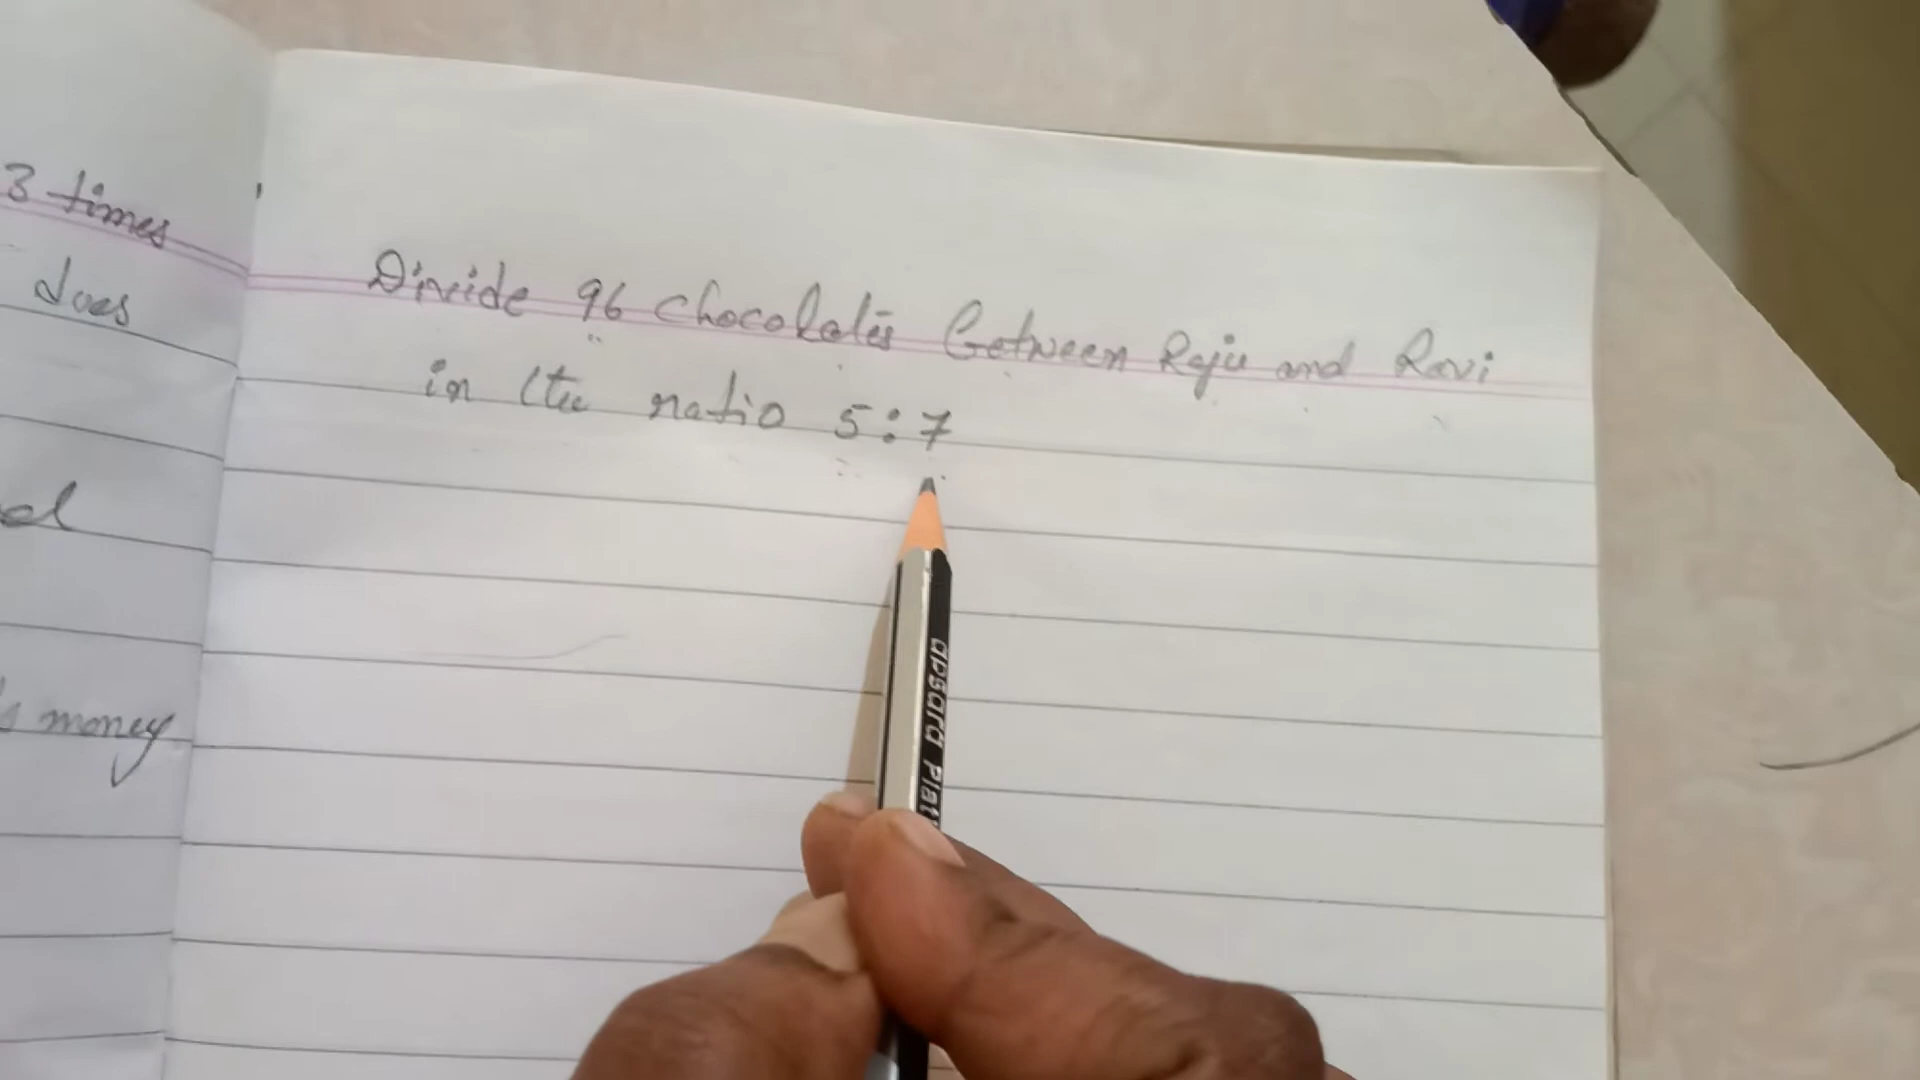 3 times
does
money
Divide 96 chocolates between Raju and Ravi
in the ratio 5:7
apsara Plat